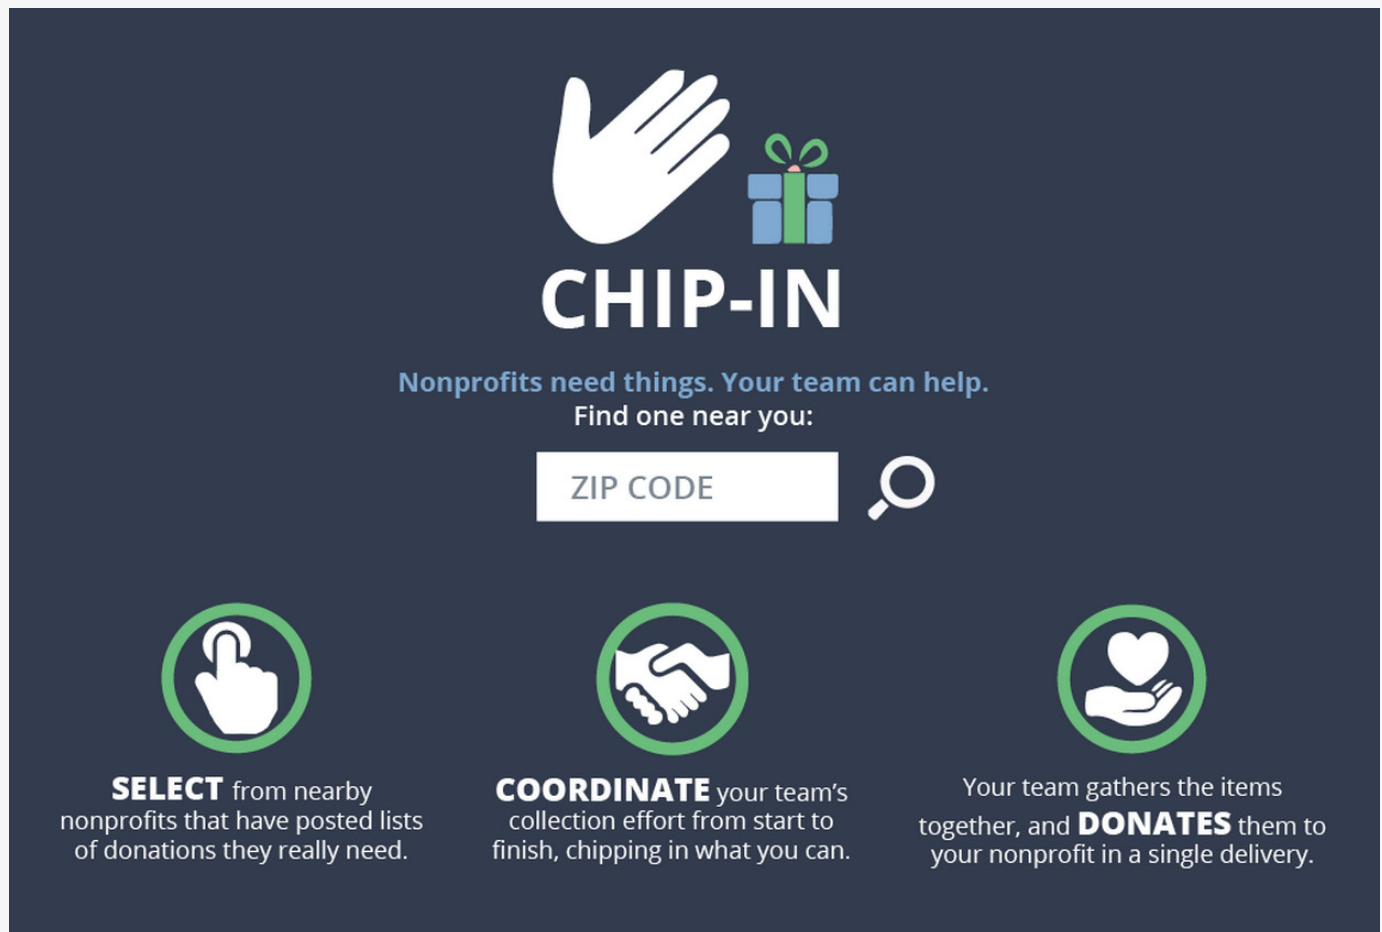 CHIP-IN
Nonprofits need things. Your team can help.
Find one near you:
ZIP CODE
SELECT from nearby
nonprofits that have posted lists
of donations they really need.
COORDINATE your team's
collection effort from start to
finish, chipping in what you can.
Your team gathers the items
together, and DONATES them to
your nonprofit in a single delivery.